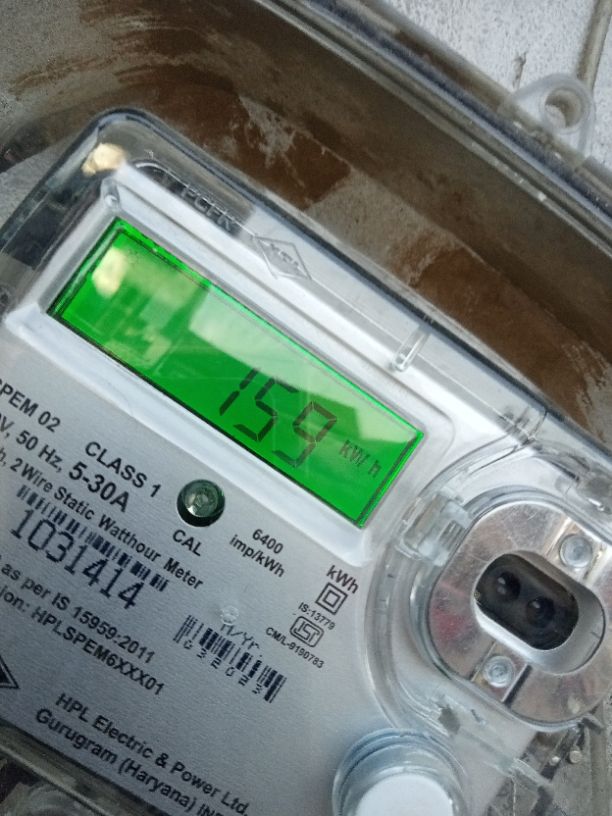 159 kWh
SPEM 02
V, 50 Hz, 5-30A
CLASS 1
2Wire Static Watthour Meter
CAL
6400
imp/kWh
kWh
1031414
IS:13779
CM/L-9190783
as per IS 15959:2011
HPLSPEM6XXX01
HPL Electric & Power Ltd.
Gurugram (Haryana)